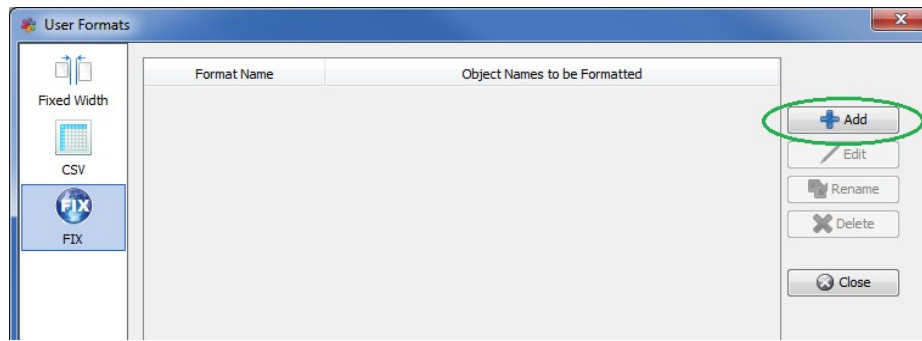 User Formats
Fixed Width
CSV
FIX
FIX
Format Name Object Names to be Formatted
Add
Edit
Rename
Delete
Close